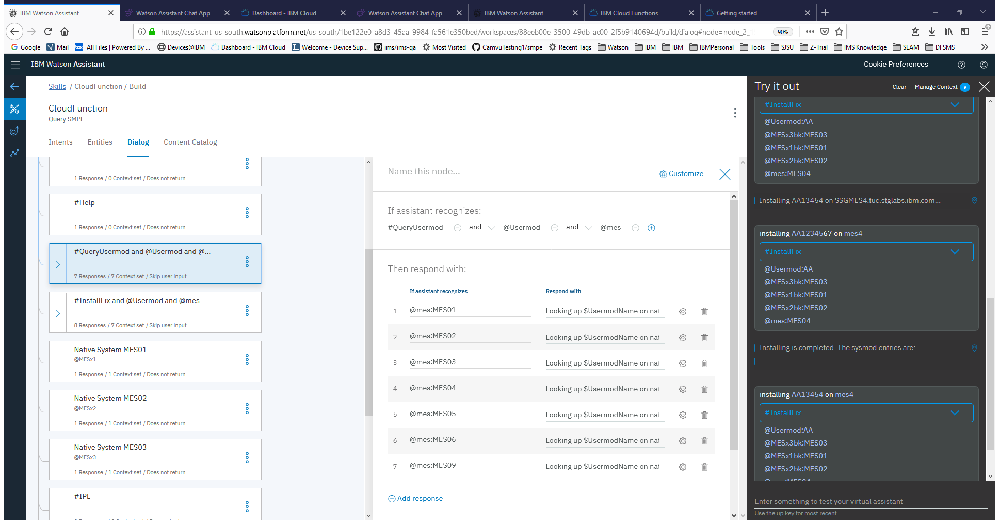 IBM Watson Assistant
Watson Assistant Chat App
Dashboard - IBM Cloud
Watson Assistant Chat App
IBM Watson Assistant
IBM Cloud Functions
Getting started
https://assistant-us-south.watsonplatform.net/us-south/1be122e0-a8d3-45aa-9984-fa561e350bed/workspaces/88eeb00e-3500-49db-ac00-2f5b9140694d/build/dialog#node=node_2_1
90%
Google
Mail
box
All Files | Powered By ...
Devices@IBM
Dashboard - IBM Cloud
Welcome - Device Sup...
ims/ims-qa
Most Visited
CamvuTesting1/smpe
Recent Tags
Watson
IBM
IBM
IBMPersonal
Tools
SJSU
Z-Trial
IMS Knowledge
SLAM
DFSMS
IBM Watson Assistant
Cookie Preferences
Skills / CloudFunction / Build
CloudFunction
Query SMPE
Intents
Entities
Dialog
Content Catalog
1 Response / 0 Context set / Does not return
#Help
1 Response / 0 Context set / Does not return
#QueryUsermod and @Usermod and @...
7 Responses / 7 Context set / Skip user input
#InstallFix and @Usermod and @mes
8 Responses / 7 Context set / Skip user input
Native System MES01
@MESx1
1 Response / 1 Context set / Does not return
Native System MES02
@MESx2
1 Response / 1 Context set / Does not return
Native System MES03
@MESx3
1 Response / 1 Context set / Does not return
#IPL
Name this node...
Customize
If assistant recognizes:
#QueryUsermod and @Usermod and @mes
Then respond with:
If assistant recognizes
Respond with
1 @mes:MES01 Looking up $UsermodName on nat
2 @mes:MES02 Looking up $UsermodName on nat
3 @mes:MES03 Looking up $UsermodName on nat
4 @mes:MES04 Looking up $UsermodName on nat
5 @mes:MES05 Looking up $UsermodName on nat
6 @mes:MES06 Looking up $UsermodName on nat
7 @mes:MES09 Looking up $UsermodName on nat
Add response
Try it out
Clear
Manage Context 9
#InstallFix
@Usermod:AA
@MESx3bk:MES03
@MESx1bk:MES01
@MESx2bk:MES02
@mes:MES04
Installing AA13454 on SSGMES4.tuc.stglabs.ibm.com...
installing AA1234567 on mes4
#InstallFix
@Usermod:AA
@MESx3bk:MES03
@MESx1bk:MES01
@MESx2bk:MES02
@mes:MES04
Installing is completed. The sysmod entries are:
installing AA13454 on mes4
#InstallFix
@Usermod:AA
@MESx3bk:MES03
@MESx1bk:MES01
@MESx2bk:MES02
Enter something to test your virtual assistant
Use the up key for most recent